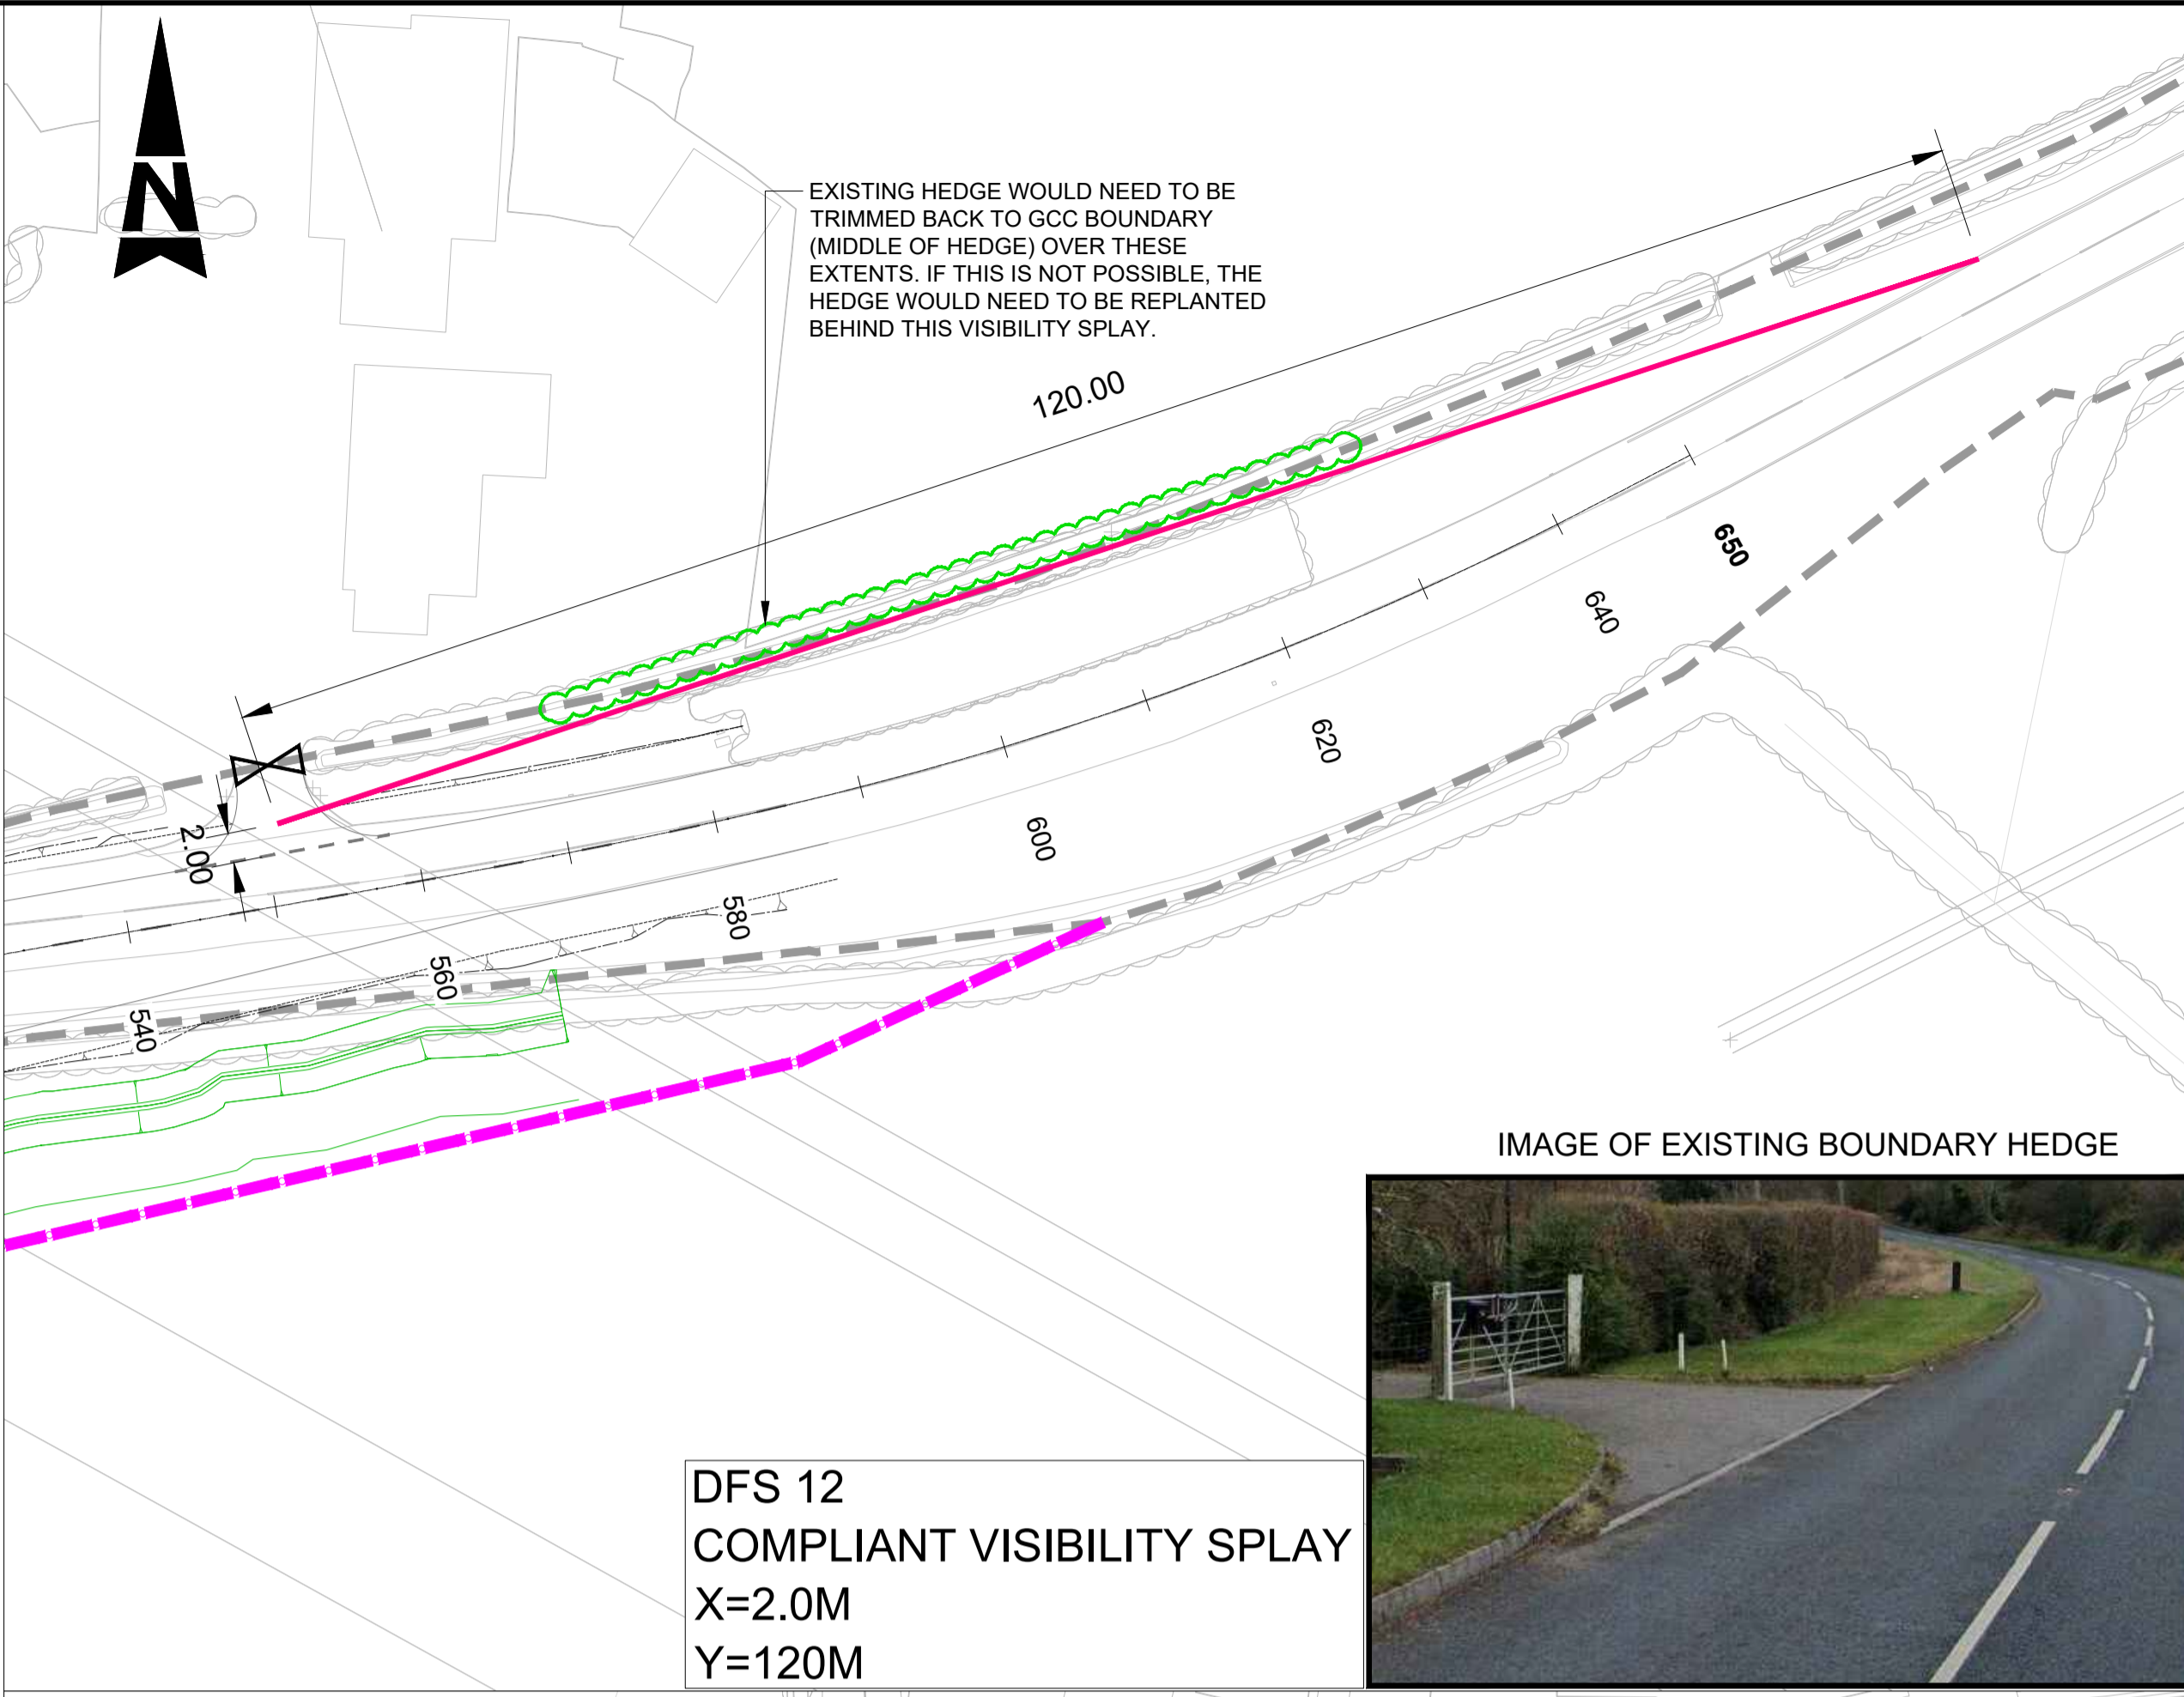 N
EXISTING HEDGE WOULD NEED TO BE
TRIMMED BACK TO GCC BOUNDARY
(MIDDLE OF HEDGE) OVER THESE
EXTENTS. IF THIS IS NOT POSSIBLE, THE
HEDGE WOULD NEED TO BE REPLANTED
BEHIND THIS VISIBILITY SPLAY.
120.00
650
640
620
600
580
560
540
2.00
IMAGE OF EXISTING BOUNDARY HEDGE
DFS 12
COMPLIANT VISIBILITY SPLAY
X=2.0M
Y=120M